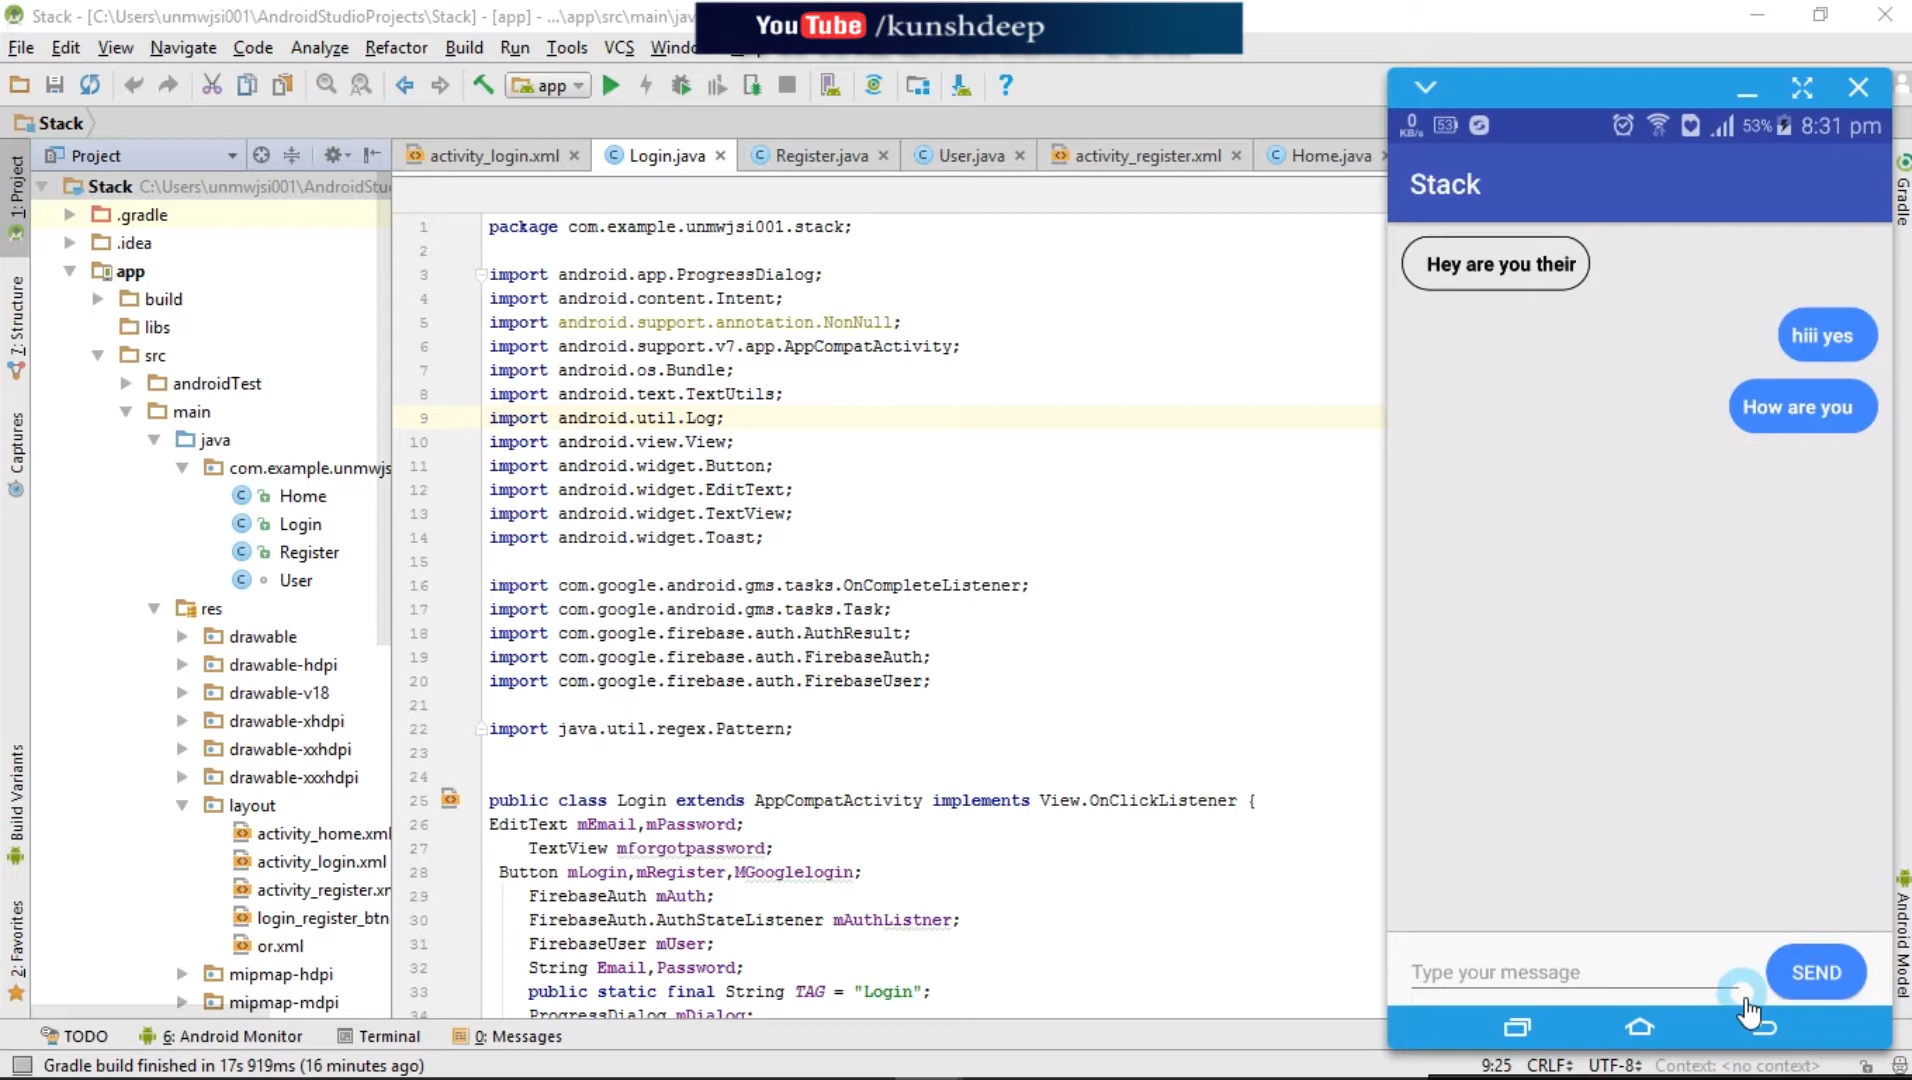 Stack - [C:\Users\unmwjsi001\AndroidStudioProjects\Stack] - [app] - ...\app\src\main\jav
YouTube /kunshdeep
File Edit View Navigate Code Analyze Refactor Build Run Tools VCS
app
Stack
Project
activity_login.xml
Login.java
Register.java
User.java
activity_register.xml
Home.java
1: Project
7: Structure
Captures
Build Variants
2: Favorites
Stack C:\Users\unmwjsi001\AndroidStu
.gradle
.idea
app
build
libs
src
androidTest
main
java
com.example.unmwjs
Home
Login
Register
User
res
drawable
drawable-hdpi
drawable-v18
drawable-xhdpi
drawable-xxhdpi
drawable-xxxhdpi
layout
activity_home.xml
activity_login.xml
activity_register.xr
login_register_btn
or.xml
mipmap-hdpi
mipmap-mdpi
1 package com.example.unmwjsi001.stack;
2
3 import android.app.ProgressDialog;
4 import android.content.Intent;
5 import android.support.annotation.NonNull;
6 import android.support.v7.app.AppCompatActivity;
7 import android.os.Bundle;
8 import android.text.TextUtils;
9 import android.util.Log;
10 import android.view.View;
11 import android.widget.Button;
12 import android.widget.EditText;
13 import android.widget.TextView;
14 import android.widget.Toast;
15
16 import com.google.android.gms.tasks.OnCompleteListener;
17 import com.google.android.gms.tasks.Task;
18 import com.google.firebase.auth.AuthResult;
19 import com.google.firebase.auth.FirebaseAuth;
20 import com.google.firebase.auth.FirebaseUser;
21
22 import java.util.regex.Pattern;
23
24
25 public class Login extends AppCompatActivity implements View.OnClickListener {
26 EditText mEmail,mPassword;
27 TextView mforgotpassword;
28 Button mLogin,mRegister,MGooglelogin;
29 FirebaseAuth mAuth;
30 FirebaseAuth.AuthStateListener mAuthListner;
31 FirebaseUser mUser;
32 String Email,Password;
33 public static final String TAG = "Login";
34 ProgressDialog mDialog;
0 KB/s 53 53% 8:31 pm
Stack
Hey are you their
hiii yes
How are you
Type your message SEND
Gradle
Android Model
TODO 6: Android Monitor Terminal 0: Messages
Gradle build finished in 17s 919ms (16 minutes ago) 9:25 CRLF UTF-8 Context: <no context>